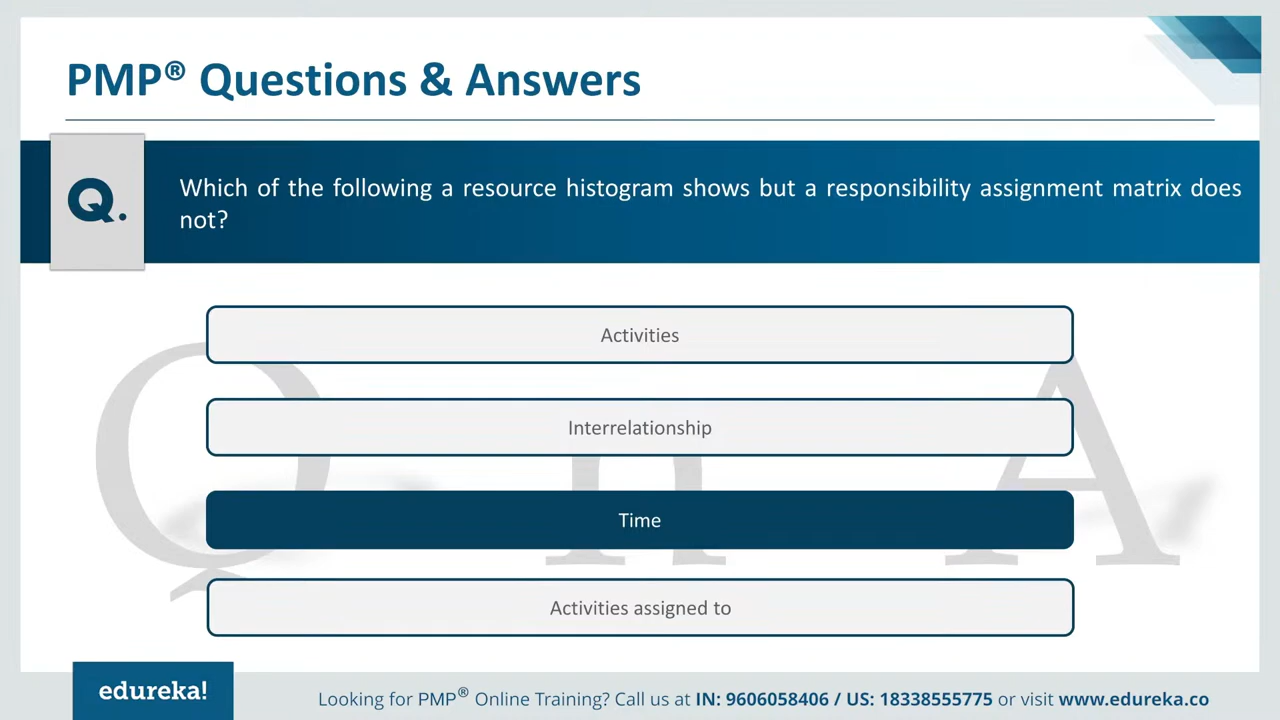 PMP® Questions & Answers
Q.
Which of the following a resource histogram shows but a responsibility assignment matrix does
not?
Activities
Interrelationship
Time
Activities assigned to
Q n A
edureka!
Looking for PMP® Online Training? Call us at IN: 9606058406 / US: 18338555775 or visit www.edureka.co